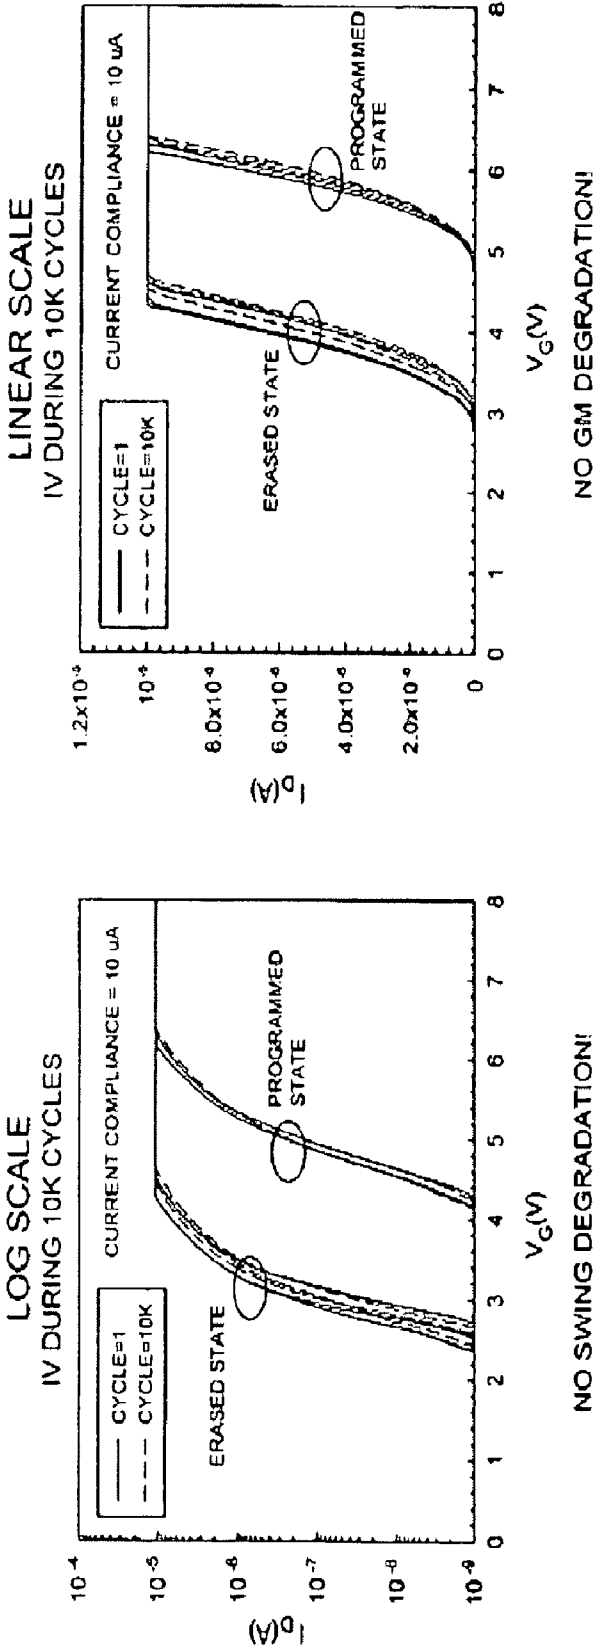 LOG SCALE
IV DURING 10K CYCLES
10-4
10-5
10-6
10-7
10-8
10-9
ID(A)
CYCLE=1
CYCLE=10K
CURRENT COMPLIANCE = 10 uA
ERASED STATE
PROGRAMMED
STATE
0
1
2
3
4
5
6
7
8
VG(V)
NO SWING DEGRADATION!
LINEAR SCALE
IV DURING 10K CYCLES
1.2x10-5
10-5
8.0x10-6
6.0x10-6
4.0x10-6
2.0x10-6
0
ID(A)
CYCLE=1
CYCLE=10K
CURRENT COMPLIANCE = 10 uA
ERASED STATE
PROGRAMMED
STATE
0
1
2
3
4
5
6
7
8
VG(V)
NO GM DEGRADATION!